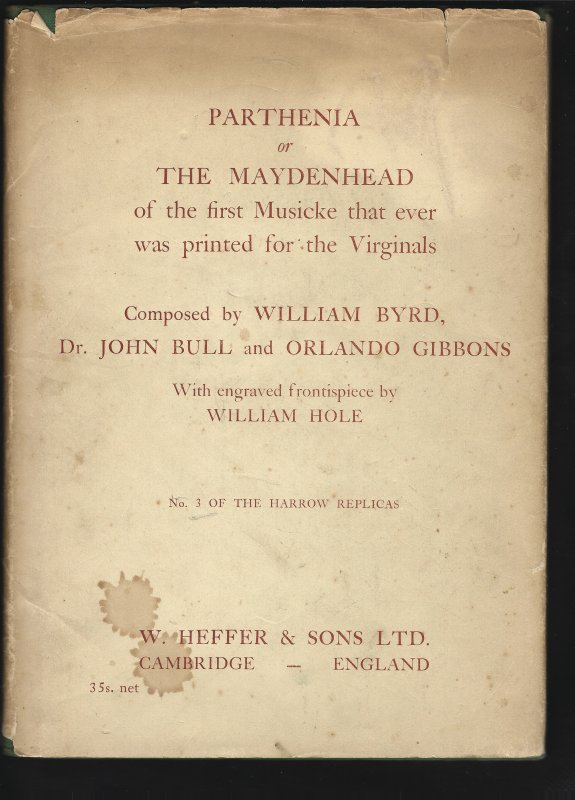 PARTHENIA
or
THE MAYDENHEAD
of the first Musicke that ever
was printed for the Virginals
Composed by WILLIAM BYRD,
Dr. JOHN BULL and ORLANDO GIBBONS
With engraved frontispiece by
WILLIAM HOLE
No. 3 OF THE HARROW REPLICAS
W. HEFFER & SONS LTD.
CAMBRIDGE — ENGLAND
35s. net